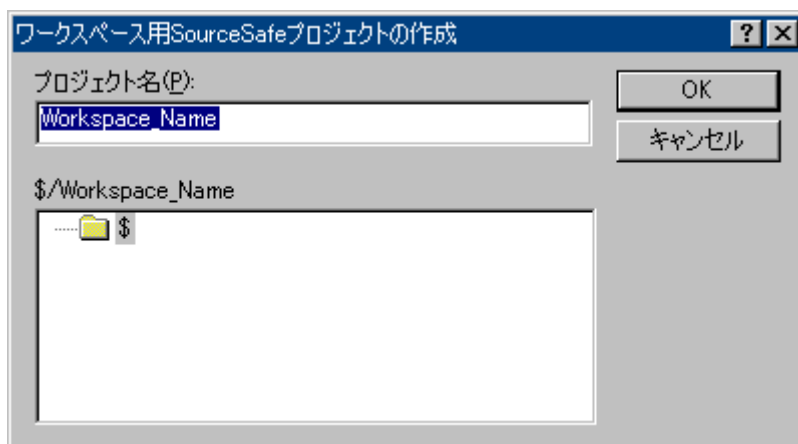 ワークスペース用SourceSafeプロジェクトの作成
プロジェクト名(P):
Workspace_Name
OK
キャンセル
$/Workspace_Name
$